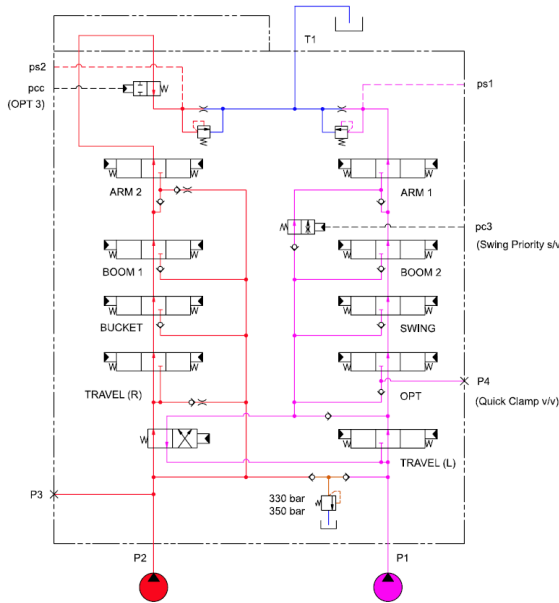 T1
ps2
pcc
(OPT 3)
ps1
ARM 2
ARM 1
pc3
(Swing Priority s/v
BOOM 1
BOOM 2
BUCKET
SWING
TRAVEL (R)
OPT
P4
(Quick Clamp v/v)
TRAVEL (L)
P3
330 bar
350 bar
P2
P1